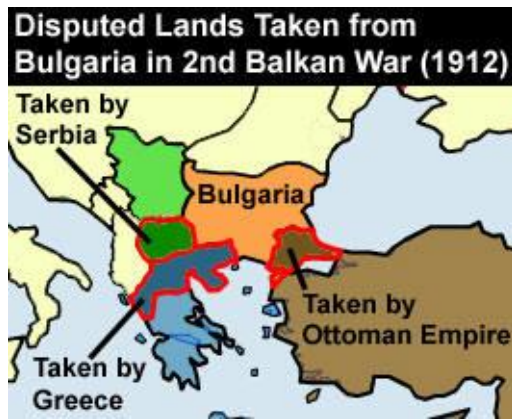 Disputed Lands Taken from
Bulgaria in 2nd Balkan War (1912)
Taken by
Serbia
Bulgaria
Taken by
Ottoman Empire
Taken by
Greece